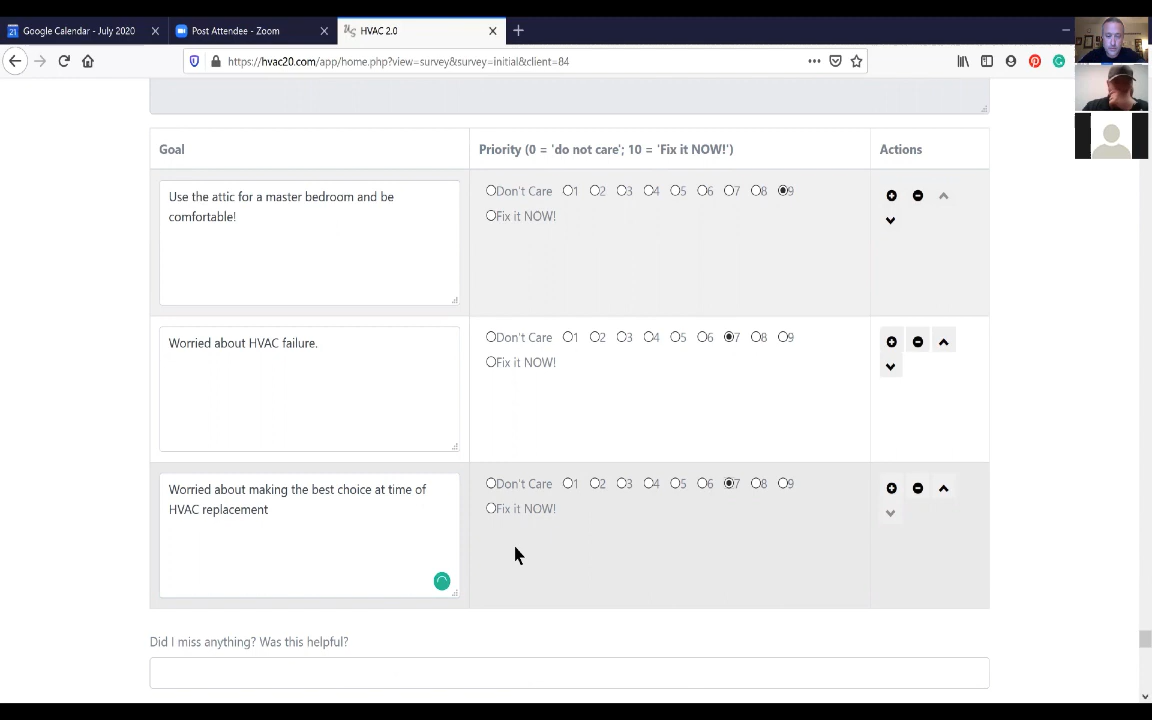 Google Calendar - July 2020
Post Attendee - Zoom
HVAC 2.0
https://hvac20.com/app/home.php?view=survey&survey=initial&client=84
Goal
Priority (0 = 'do not care'; 10 = 'Fix it NOW!')
Actions
Use the attic for a master bedroom and be
comfortable!
Don't Care 1 2 3 4 5 6 7 8 9
Fix it NOW!
Worried about HVAC failure.
Don't Care 1 2 3 4 5 6 7 8 9
Fix it NOW!
Worried about making the best choice at time of
HVAC replacement
Don't Care 1 2 3 4 5 6 7 8 9
Fix it NOW!
Did I miss anything? Was this helpful?